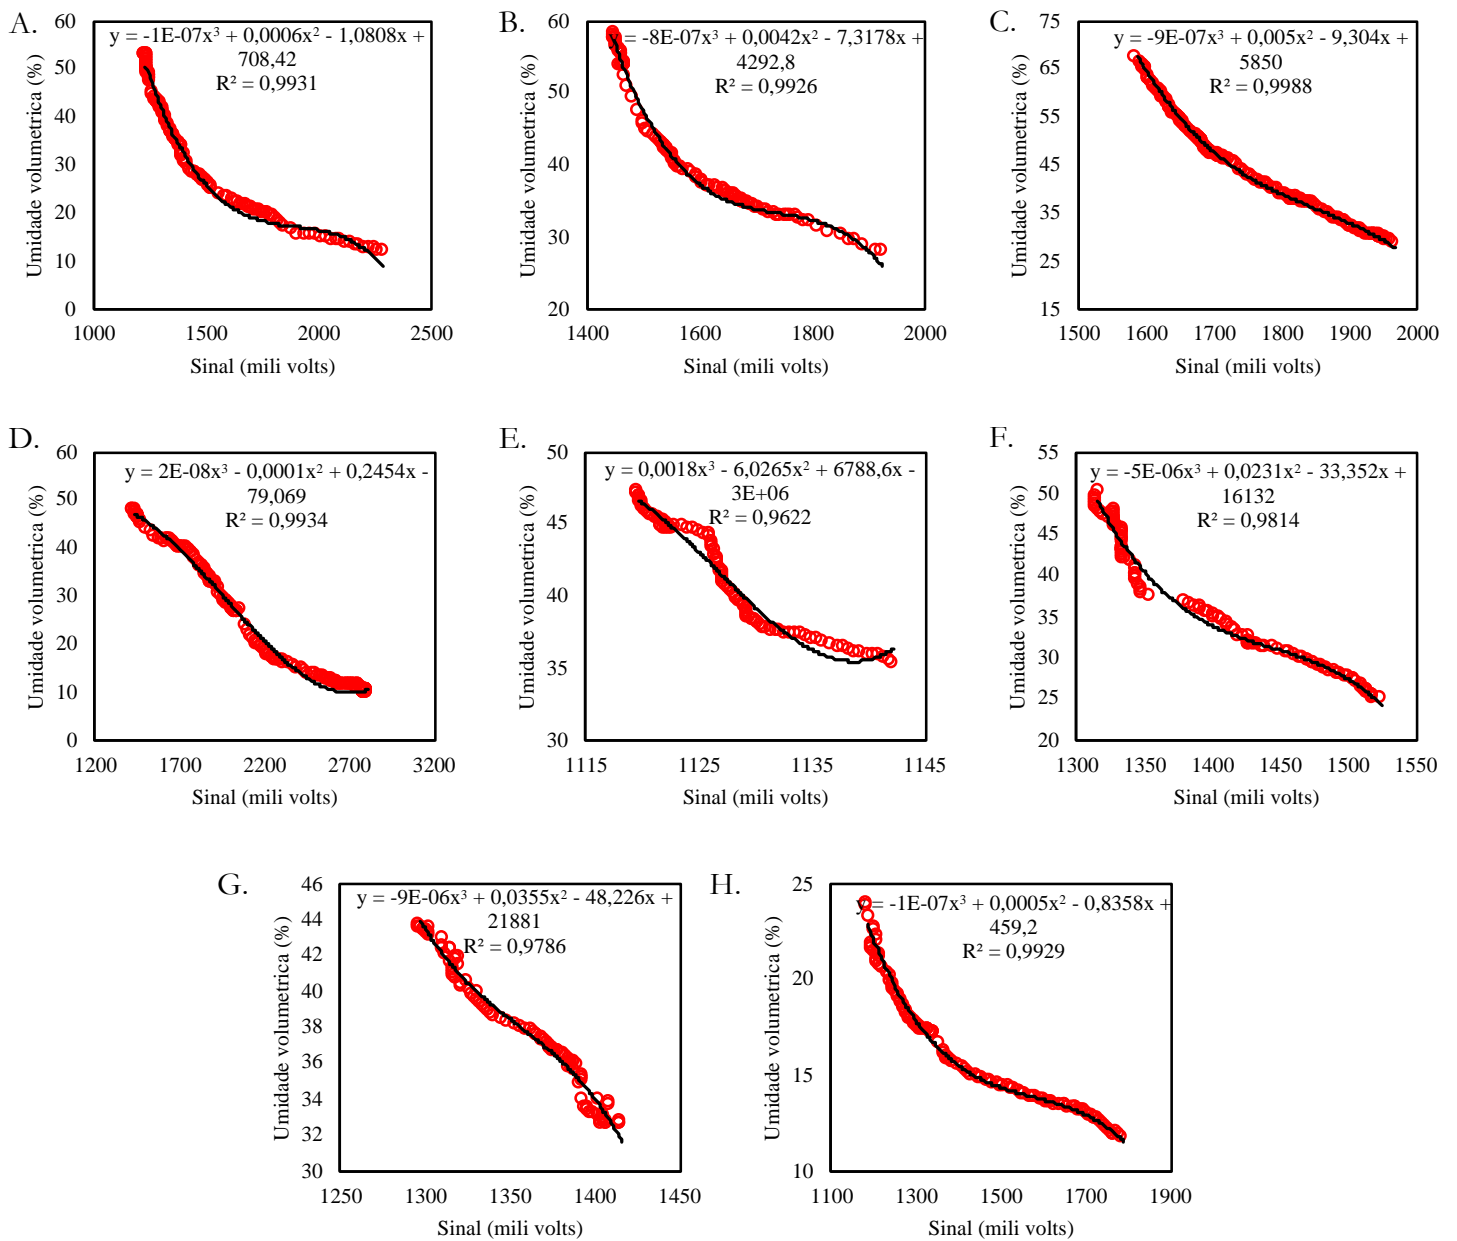 A.
y = -1E-07x³ + 0,0006x² - 1,0808x +
708,42
R² = 0,9931
Umidade volumetrica (%)
60
50
40
30
20
10
0
1000 1500 2000 2500
Sinal (mili volts)
B.
y = -8E-07x³ + 0,0042x² - 7,3178x +
4292,8
R² = 0,9926
Umidade volumetrica (%)
60
50
40
30
20
1400 1600 1800 2000
Sinal (mili volts)
C.
y = -9E-07x³ + 0,005x² - 9,304x +
5850
R² = 0,9988
Umidade volumetrica (%)
75
65
55
45
35
25
15
1500 1600 1700 1800 1900 2000
Sinal (mili volts)
D.
y = 2E-08x³ - 0,0001x² + 0,2454x -
79,069
R² = 0,9934
Umidade volumetrica (%)
60
50
40
30
20
10
0
1200 1700 2200 2700 3200
Sinal (mili volts)
E.
y = 0,0018x³ - 6,0265x² + 6788,6x -
3E+06
R² = 0,9622
Umidade volumetrica (%)
50
45
40
35
30
1115 1125 1135 1145
Sinal (mili volts)
F.
y = -5E-06x³ + 0,0231x² - 33,352x +
16132
R² = 0,9814
Umidade volumetrica (%)
55
50
45
40
35
30
25
20
1300 1350 1400 1450 1500 1550
Sinal (mili volts)
G.
y = -9E-06x³ + 0,0355x² - 48,226x +
21881
R² = 0,9786
Umidade volumetrica (%)
46
44
42
40
38
36
34
32
30
1250 1300 1350 1400 1450
Sinal (mili volts)
H.
y = -1E-07x³ + 0,0005x² - 0,8358x +
459,2
R² = 0,9929
Umidade volumetrica (%)
25
20
15
10
1100 1300 1500 1700 1900
Sinal (mili volts)